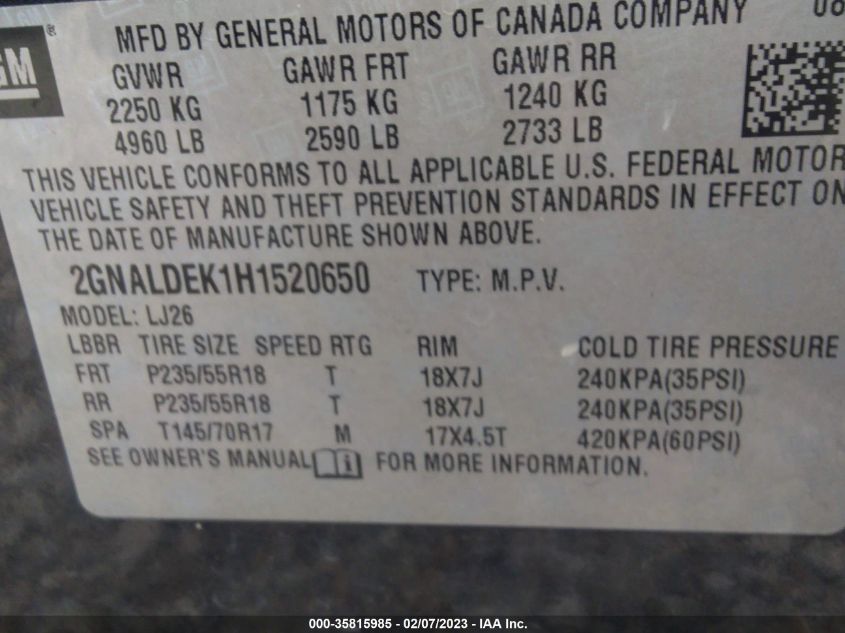 GM ®
MFD BY GENERAL MOTORS OF CANADA COMPANY
GVWR GAWR FRT GAWR RR
2250 KG 1175 KG 1240 KG
4960 LB 2590 LB 2733 LB
THIS VEHICLE CONFORMS TO ALL APPLICABLE U.S. FEDERAL MOTOR
VEHICLE SAFETY AND THEFT PREVENTION STANDARDS IN EFFECT ON
THE DATE OF MANUFACTURE SHOWN ABOVE.
2GNALDEK1H1520650 TYPE: M.P.V.
MODEL: LJ26
LBBR TIRE SIZE SPEED RTG RIM COLD TIRE PRESSURE
FRT P235/55R18 T 18X7J 240KPA(35PSI)
RR P235/55R18 T 18X7J 240KPA(35PSI)
SPA T145/70R17 M 17X4.5T 420KPA(60PSI)
SEE OWNER'S MANUAL FOR MORE INFORMATION.
000-35815985 - 02/07/2023 - IAA Inc.